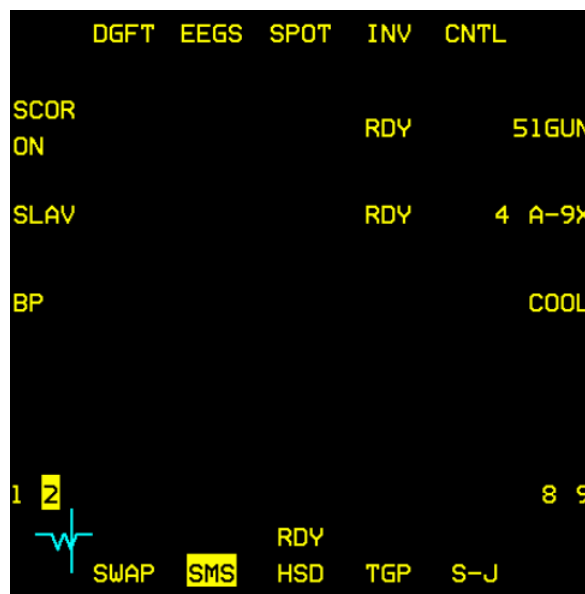 DGFT EEGS SPOT INV CNTL
SCOR
RDY 51GUN
ON
SLAV RDY 4 A-9X
BP COOL
1 2 8 9
RDY
SWAP SMS HSD TGP S-J